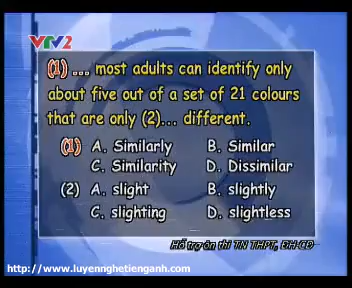 VTV2
(1) ... most adults can identify only
about five out of a set of 21 colours
that are only (2)... different.
(1) A. Similarly B. Similar
C. Similarity D. Dissimilar
(2) A. slight B. slightly
C. slighting D. slightless
Hỗ trợ ôn thi TN THPT, ĐH-CĐ
http://www.luyennghetienganh.com